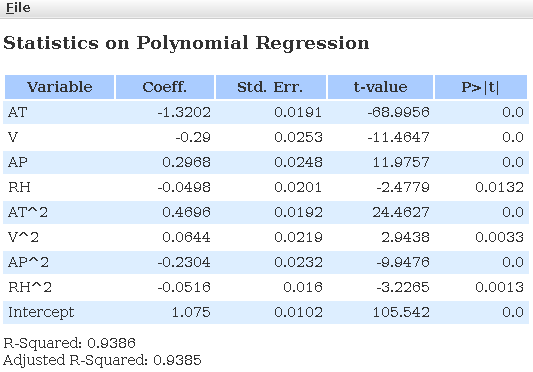 File
Statistics on Polynomial Regression
Variable Coeff. Std. Err. t-value P>|t|
AT -1.3202 0.0191 -68.9956 0.0
V -0.29 0.0253 -11.4647 0.0
AP 0.2968 0.0248 11.9757 0.0
RH -0.0498 0.0201 -2.4779 0.0132
AT^2 0.4696 0.0192 24.4627 0.0
V^2 0.0644 0.0219 2.9438 0.0033
AP^2 -0.2304 0.0232 -9.9476 0.0
RH^2 -0.0516 0.016 -3.2265 0.0013
Intercept 1.075 0.0102 105.542 0.0
R-Squared: 0.9386
Adjusted R-Squared: 0.9385